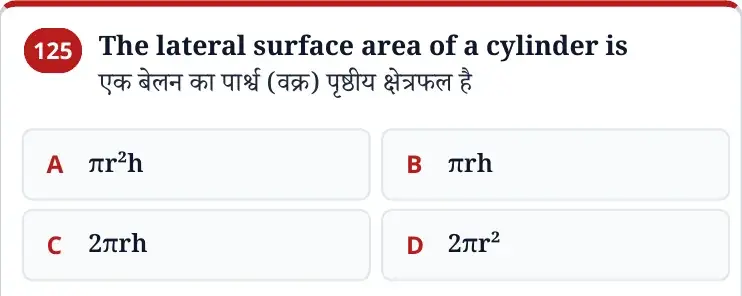 125 The lateral surface area of a cylinder is
एक बेलन का पार्श्व (वक्र) पृष्ठीय क्षेत्रफल है
A πr²h
B πrh
C 2πrh
D 2πr²